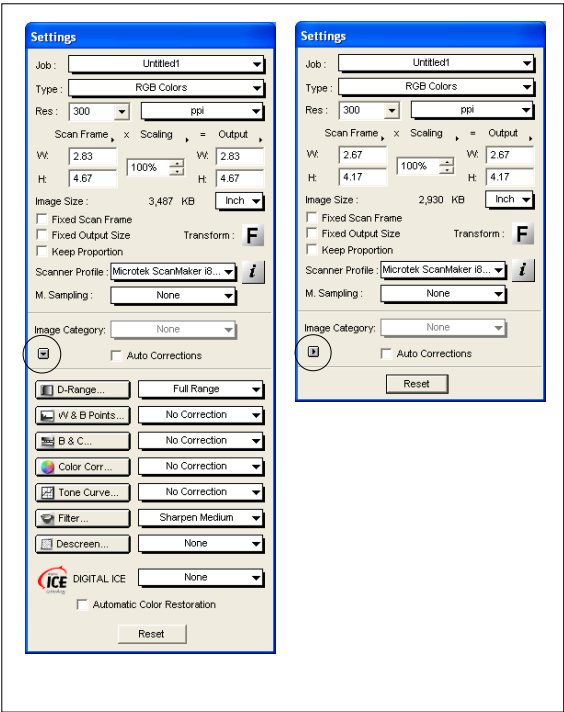 Settings
Job : Untitled1
Type : RGB Colors
Res : 300 ppi
Scan Frame x Scaling = Output
W: 2.83 100% W: 2.83
H: 4.67 H: 4.67
Image Size : 3,487 KB Inch
Fixed Scan Frame
Fixed Output Size Transform : F
Keep Proportion
Scanner Profile : Microtek ScanMaker i8... i
M. Sampling : None
Image Category: None
Auto Corrections
D-Range... Full Range
W & B Points... No Correction
B & C... No Correction
Color Corr... No Correction
Tone Curve... No Correction
Filter... Sharpen Medium
Descreen... None
ICE DIGITAL ICE None
Automatic Color Restoration
Reset
Settings
Job : Untitled1
Type : RGB Colors
Res : 300 ppi
Scan Frame x Scaling = Output
W: 2.67 100% W: 2.67
H: 4.17 H: 4.17
Image Size : 2,930 KB Inch
Fixed Scan Frame
Fixed Output Size Transform : F
Keep Proportion
Scanner Profile : Microtek ScanMaker i8... i
M. Sampling : None
Image Category: None
Auto Corrections
Reset